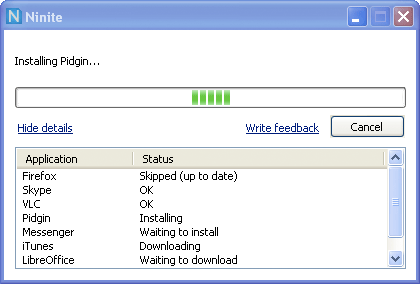 Ninite
Installing Pidgin...
Hide details Write feedback Cancel
Application Status
Firefox Skipped (up to date)
Skype OK
VLC OK
Pidgin Installing
Messenger Waiting to install
iTunes Downloading
LibreOffice Waiting to download